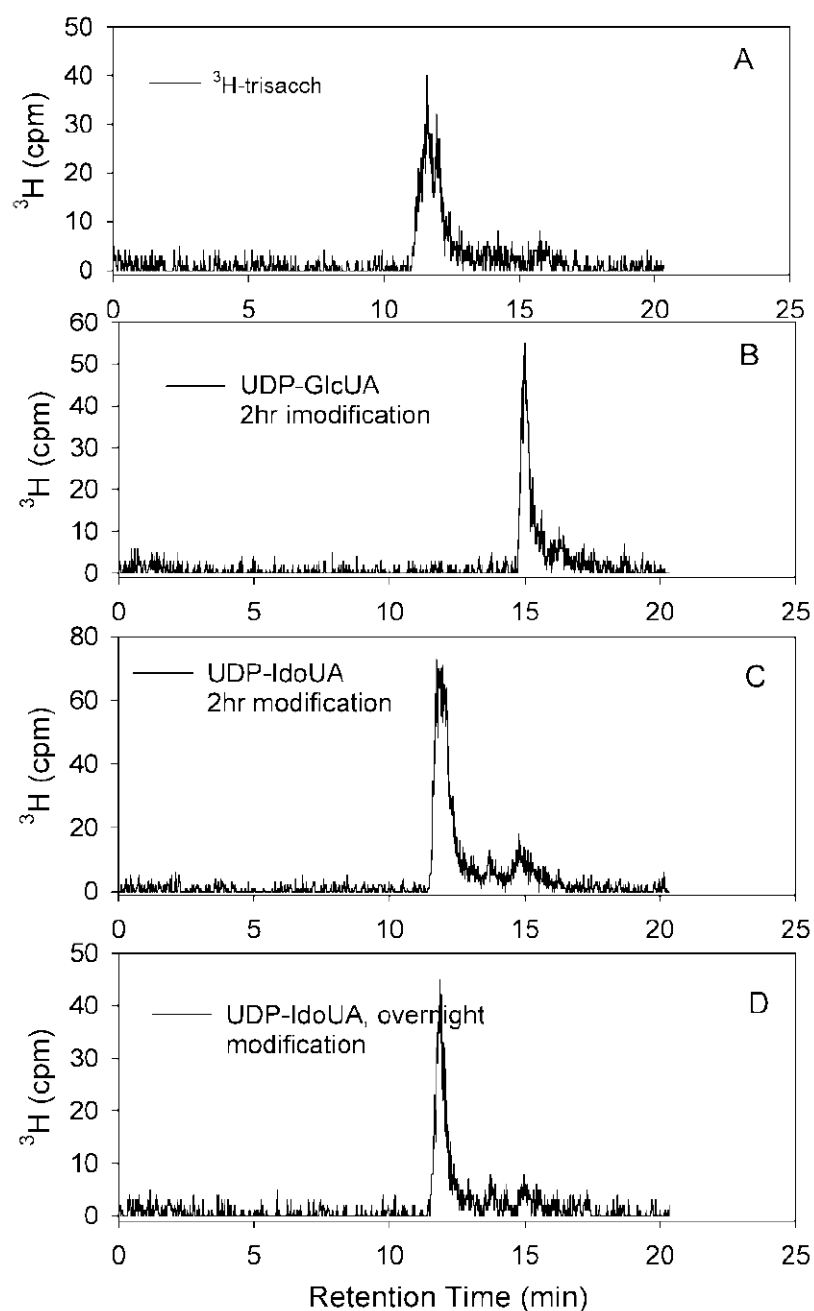 50
40
30
20
10
0
³H (cpm)
³H-trisacch
A
0 5 10 15 20 25
60
50
40
30
20
10
0
³H (cpm)
UDP-GlcUA
2hr imodification
B
0 5 10 15 20 25
80
60
40
20
0
³H (cpm)
UDP-IdoUA
2hr modification
C
0 5 10 15 20 25
50
40
30
20
10
0
³H (cpm)
UDP-IdoUA, overnight
modification
D
0 5 10 15 20 25
Retention Time (min)